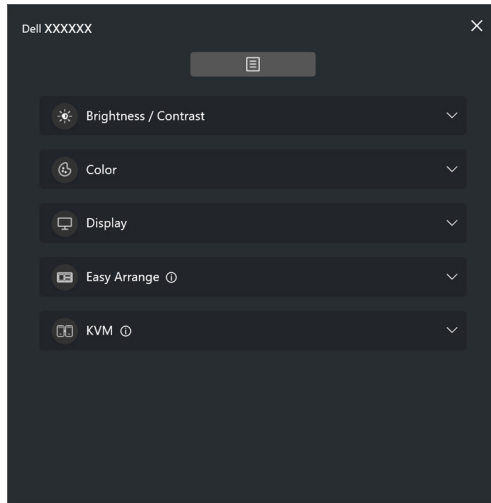 Dell XXXXXX
Brightness / Contrast
Color
Display
Easy Arrange
KVM